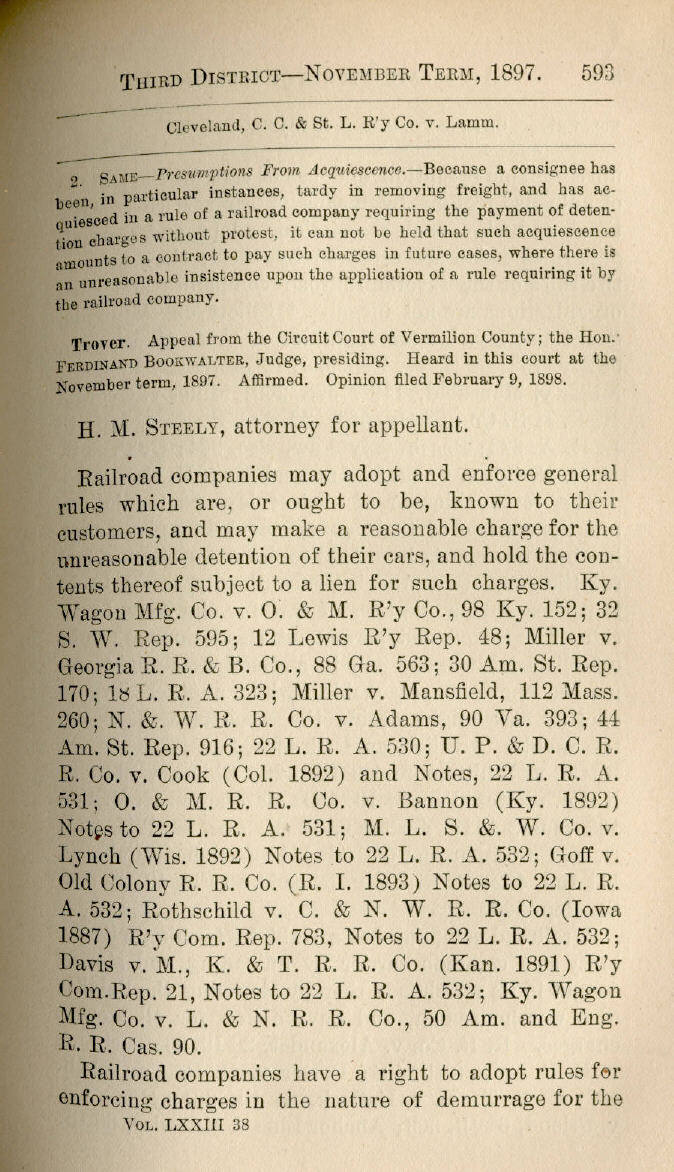 THIRD DISTRICT—NOVEMBER TERM, 1897. 593
Cleveland, C. C. & St. L. R'y Co. v. Lamm.
2. SAME—Presumptions From Acquiescence.—Because a consignee has
been, in particular instances, tardy in removing freight, and has ac-
quiesced in a rule of a railroad company requiring the payment of deten-
tion charges without protest, it can not be held that such acquiescence
amounts to a contract to pay such charges in future cases, where there is
an unreasonable insistence upon the application of a rule requiring it by
the railroad company.
Trover. Appeal from the Circuit Court of Vermilion County; the Hon.
FERDINAND BOOKWALTER, Judge, presiding. Heard in this court at the
November term, 1897. Affirmed. Opinion filed February 9, 1898.
H. M. STEELY, attorney for appellant.
Railroad companies may adopt and enforce general
rules which are, or ought to be, known to their
customers, and may make a reasonable charge for the
unreasonable detention of their cars, and hold the con-
tents thereof subject to a lien for such charges. Ky.
Wagon Mfg. Co. v. O. & M. R'y Co., 98 Ky. 152; 32
S. W. Rep. 595; 12 Lewis R'y Rep. 48; Miller v.
Georgia R. R. & B. Co., 88 Ga. 563; 30 Am. St. Rep.
170; 18 L. R. A. 323; Miller v. Mansfield, 112 Mass.
260; N. &. W. R. R. Co. v. Adams, 90 Va. 393; 44
Am. St. Rep. 916; 22 L. R. A. 530; U. P. & D. C. R.
R. Co. v. Cook (Col. 1892) and Notes, 22 L. R. A.
531; O. & M. R. R. Co. v. Bannon (Ky. 1892)
Notes to 22 L. R. A. 531; M. L. S. &. W. Co. v.
Lynch (Wis. 1892) Notes to 22 L. R. A. 532; Goff v.
Old Colony R. R. Co. (R. I. 1893) Notes to 22 L. R.
A. 532; Rothschild v. C. & N. W. R. R. Co. (Iowa
1887) R'y Com. Rep. 783, Notes to 22 L. R. A. 532;
Davis v. M., K. & T. R. R. Co. (Kan. 1891) R'y
Com. Rep. 21, Notes to 22 L. R. A. 532; Ky. Wagon
Mfg. Co. v. L. & N. R. R. Co., 50 Am. and Eng.
R. R. Cas. 90.
Railroad companies have a right to adopt rules for
enforcing charges in the nature of demurrage for the
VOL. LXXIII 38